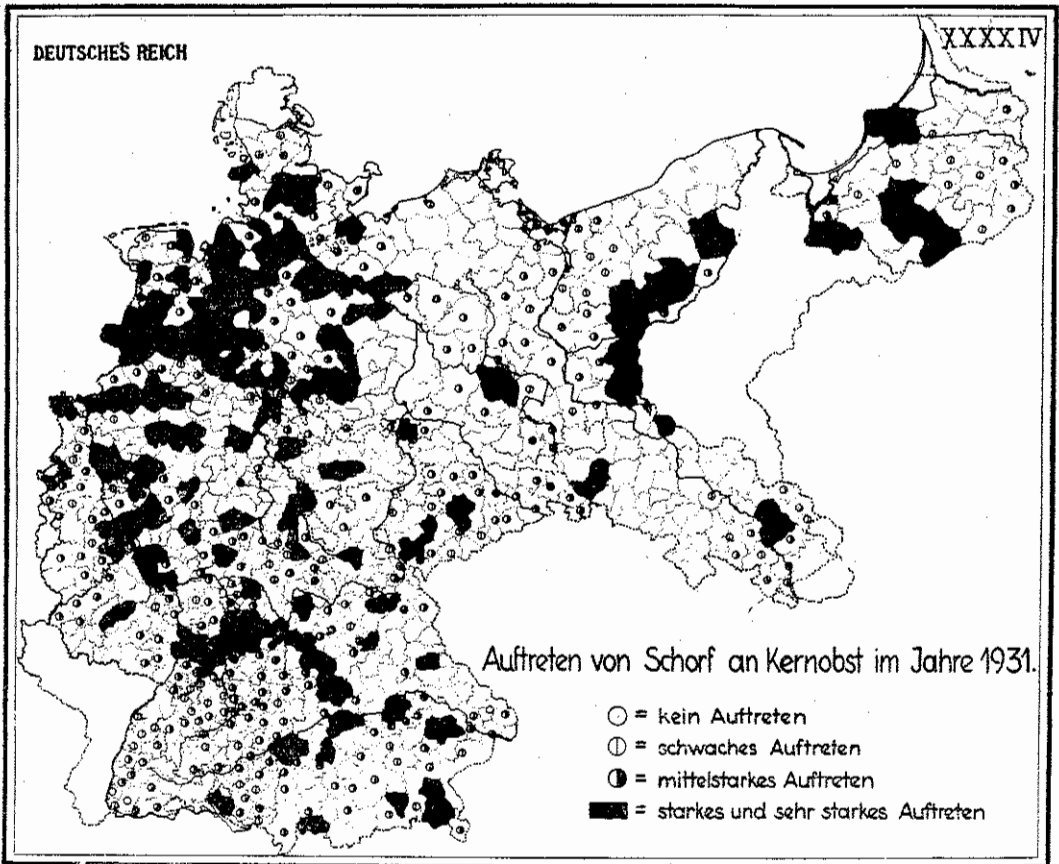 DEUTSCHES REICH
XXXXIV
Auftreten von Schorf an Kernobst im Jahre 1931.
= kein Auftreten
= schwaches Auftreten
= mittelstarkes Auftreten
= starkes und sehr starkes Auftreten